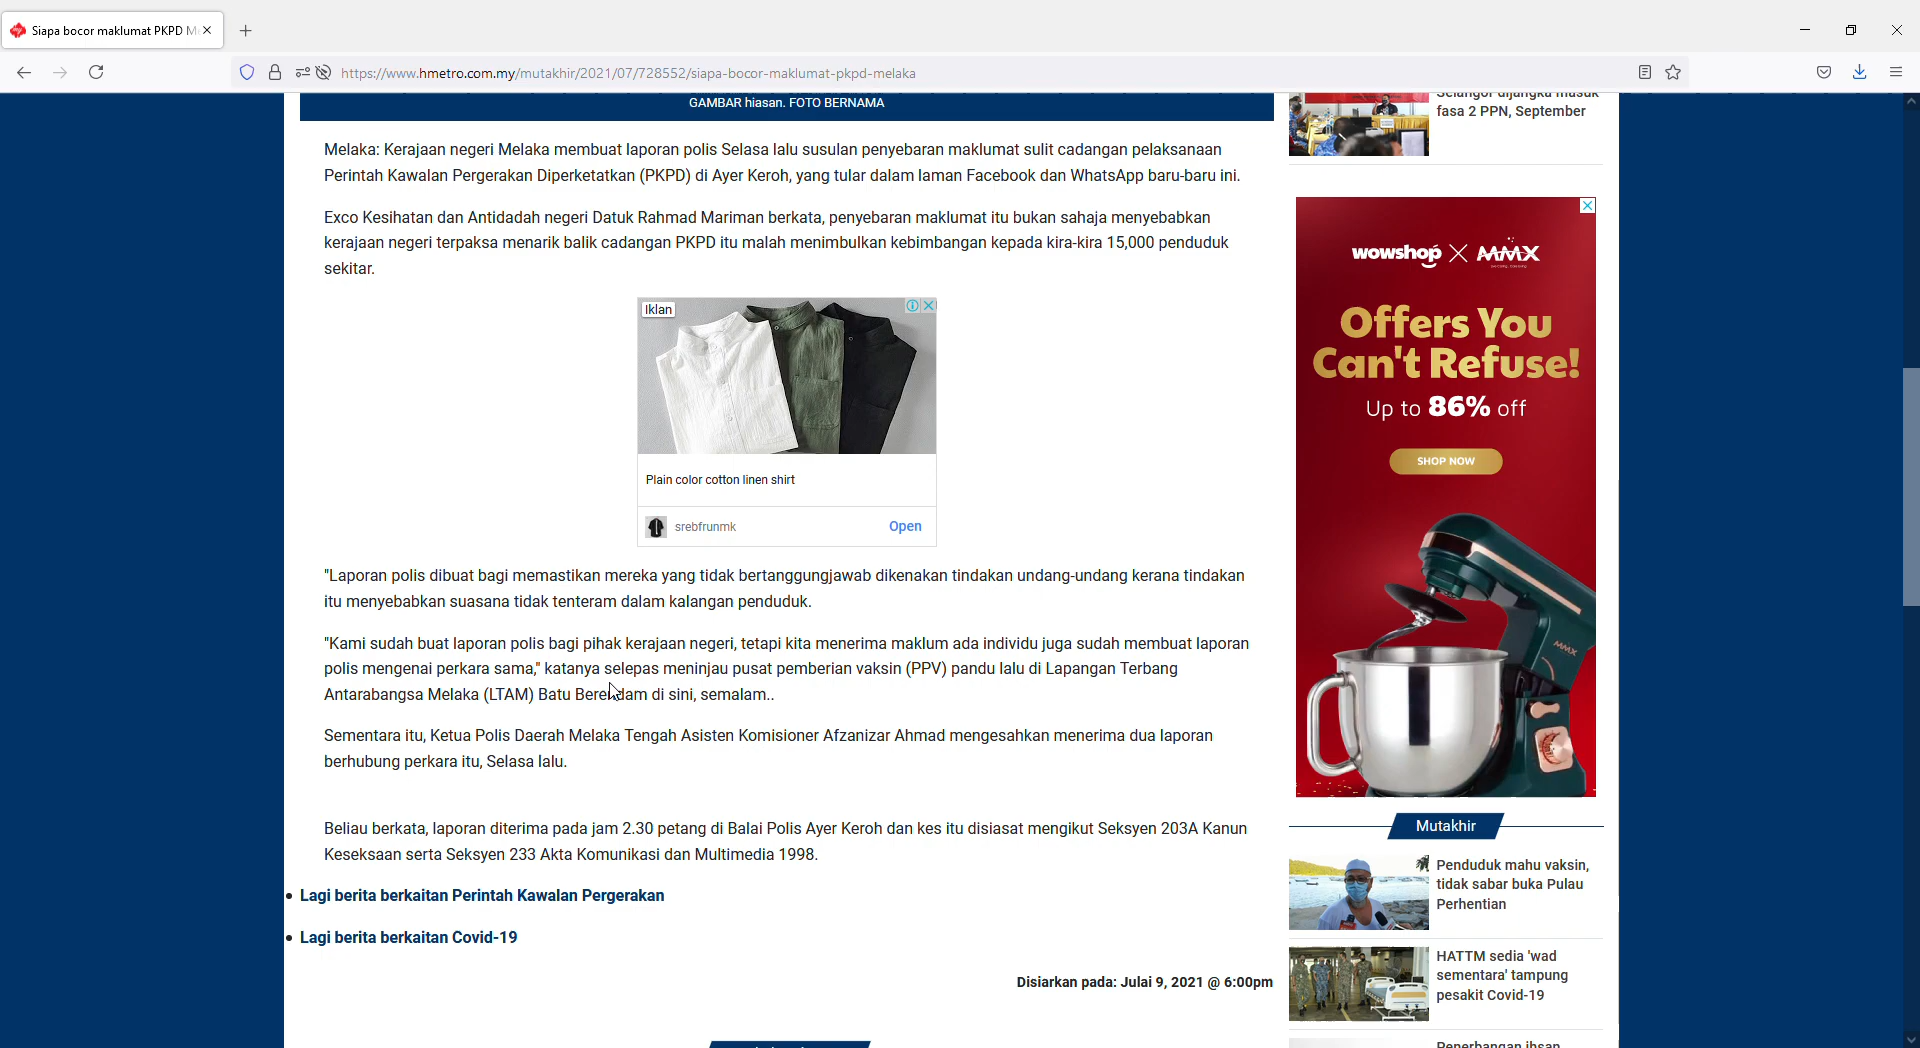 Siapa bocor maklumat PKPD M
https://www.hmetro.com.my/mutakhir/2021/07/728552/siapa-bocor-maklumat-pkpd-melaka
GAMBAR hiasan. FOTO BERNAMA
Melaka: Kerajaan negeri Melaka membuat laporan polis Selasa lalu susulan penyebaran maklumat sulit cadangan pelaksanaan
Perintah Kawalan Pergerakan Diperketatkan (PKPD) di Ayer Keroh, yang tular dalam laman Facebook dan WhatsApp baru-baru ini.
Exco Kesihatan dan Antidadah negeri Datuk Rahmad Mariman berkata, penyebaran maklumat itu bukan sahaja menyebabkan
kerajaan negeri terpaksa menarik balik cadangan PKPD itu malah menimbulkan kebimbangan kepada kira-kira 15,000 penduduk
sekitar.
Iklan
Plain color cotton linen shirt
srebfrunmk
Open
"Laporan polis dibuat bagi memastikan mereka yang tidak bertanggungjawab dikenakan tindakan undang-undang kerana tindakan
itu menyebabkan suasana tidak tenteram dalam kalangan penduduk.
"Kami sudah buat laporan polis bagi pihak kerajaan negeri, tetapi kita menerima maklum ada individu juga sudah membuat laporan
polis mengenai perkara sama," katanya selepas meninjau pusat pemberian vaksin (PPV) pandu lalu di Lapangan Terbang
Antarabangsa Melaka (LTAM) Batu Berendam di sini, semalam..
Sementara itu, Ketua Polis Daerah Melaka Tengah Asisten Komisioner Afzanizar Ahmad mengesahkan menerima dua laporan
berhubung perkara itu, Selasa lalu.
Beliau berkata, laporan diterima pada jam 2.30 petang di Balai Polis Ayer Keroh dan kes itu disiasat mengikut Seksyen 203A Kanun
Keseksaan serta Seksyen 233 Akta Komunikasi dan Multimedia 1998.
Lagi berita berkaitan Perintah Kawalan Pergerakan
Lagi berita berkaitan Covid-19
Disiarkan pada: Julai 9, 2021 @ 6:00pm
Selangor dijangka masuk
fasa 2 PPN, September
wowshop X MMX
Offers You
Can't Refuse!
Up to 86% off
SHOP NOW
MMX
Mutakhir
Penduduk mahu vaksin,
tidak sabar buka Pulau
Perhentian
HATTM sedia 'wad
sementara' tampung
pesakit Covid-19
Penerbangan ihsan